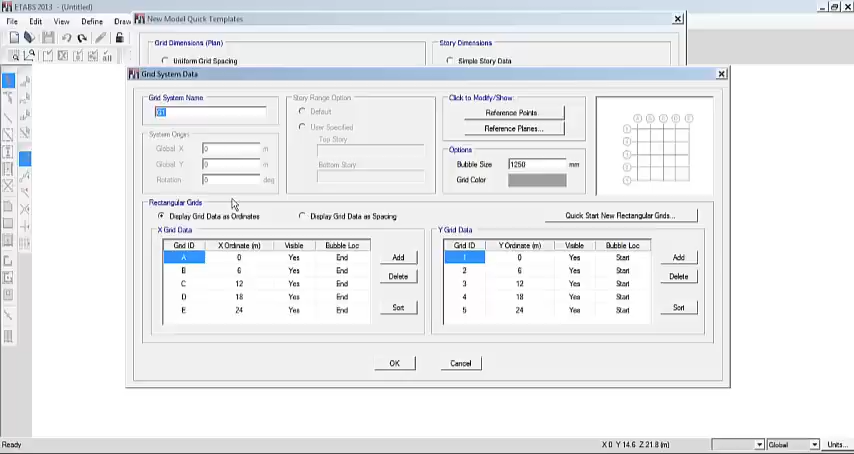 ETABS 2013 - (Untitled)
File Edit View Define Draw
New Model Quick Templates
Grid Dimensions (Plan) Story Dimensions
Uniform Grid Spacing Simple Story Data
Grid System Data
Grid System Name Story Range Option Click to Modify/Show:
G1 Default Reference Points
User Specified Reference Planes...
System Origin Top Story
Global X 0 m Options
Global Y 0 m Bottom Story Bubble Size 1250 mm
Rotation 0 deg Grid Color
Rectangular Grids
Display Grid Data as Ordinates Display Grid Data as Spacing Quick Start New Rectangular Grids...
X Grid Data Y Grid Data
Grid ID X Ordinate (m) Visible Bubble Loc Grid ID Y Ordinate (m) Visible Bubble Loc
A 0 Yes End Add 1 0 Yes Start Add
B 6 Yes End Delete 2 6 Yes Start Delete
C 12 Yes End 3 12 Yes Start
D 18 Yes End Sort 4 18 Yes Start Sort
E 24 Yes End 5 24 Yes Start
OK Cancel
Ready X 0 Y 14.6 Z 21.8 (m) Global Units...